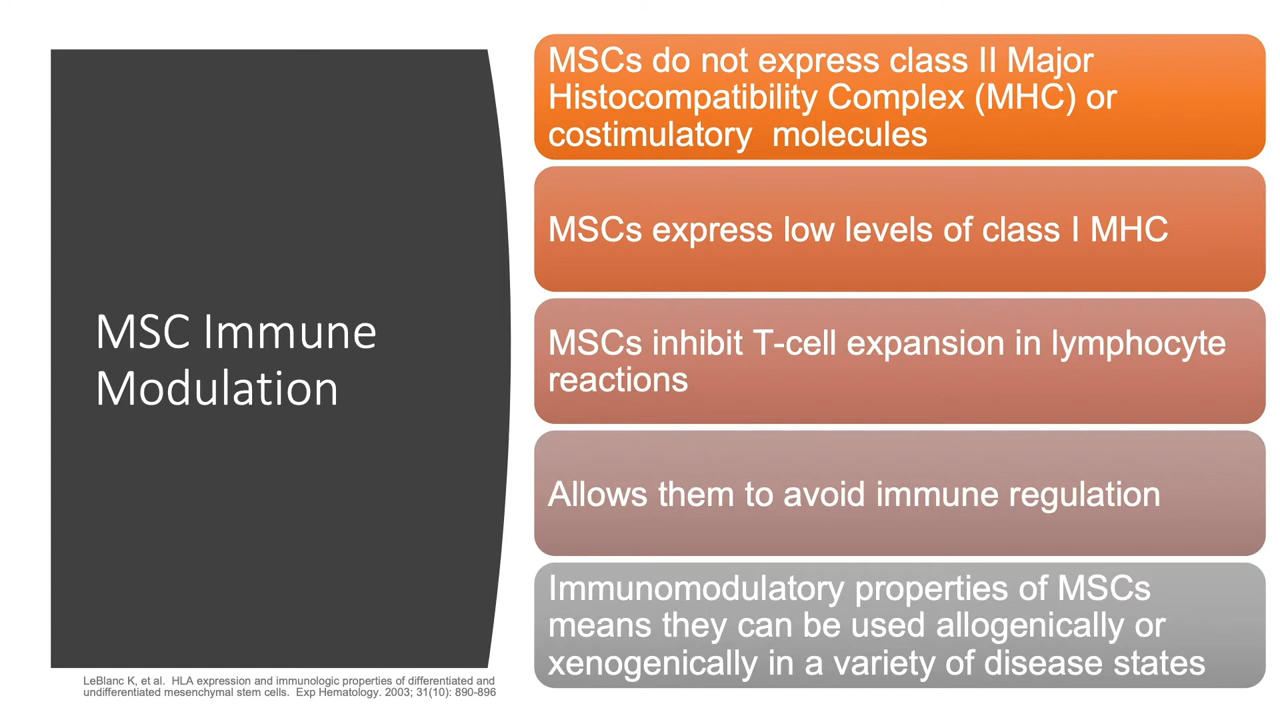 MSC Immune
Modulation
MSCs do not express class II Major
Histocompatibility Complex (MHC) or
costimulatory  molecules
MSCs express low levels of class I MHC
MSCs inhibit T-cell expansion in lymphocyte
reactions
Allows them to avoid immune regulation
Immunomodulatory properties of MSCs
means they can be used allogenically or
xenogenically in a variety of disease states
LeBlanc K, et al.  HLA expression and immunologic properties of differentiated and
undifferentiated mesenchymal stem cells.  Exp Hematology. 2003; 31(10): 890-896